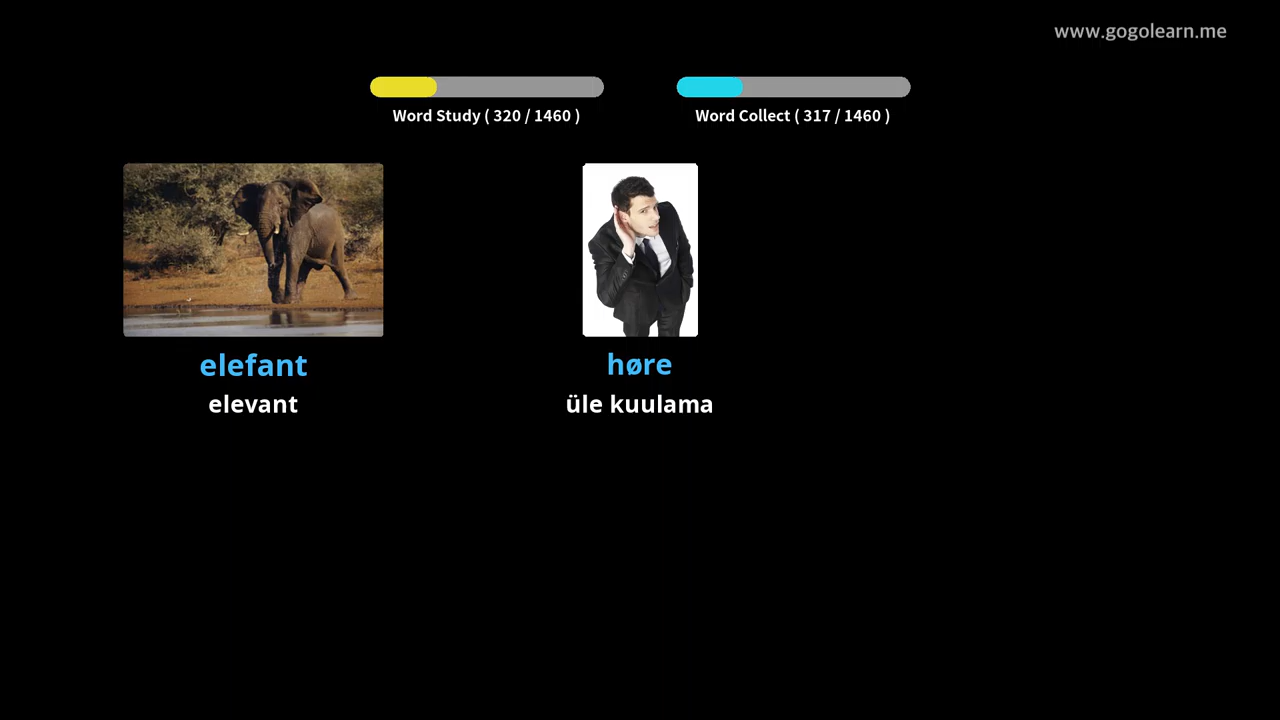 www.gogolearn.me
Word Study ( 320 / 1460 )
Word Collect ( 317 / 1460 )
elefant
elevant
høre
üle kuulama